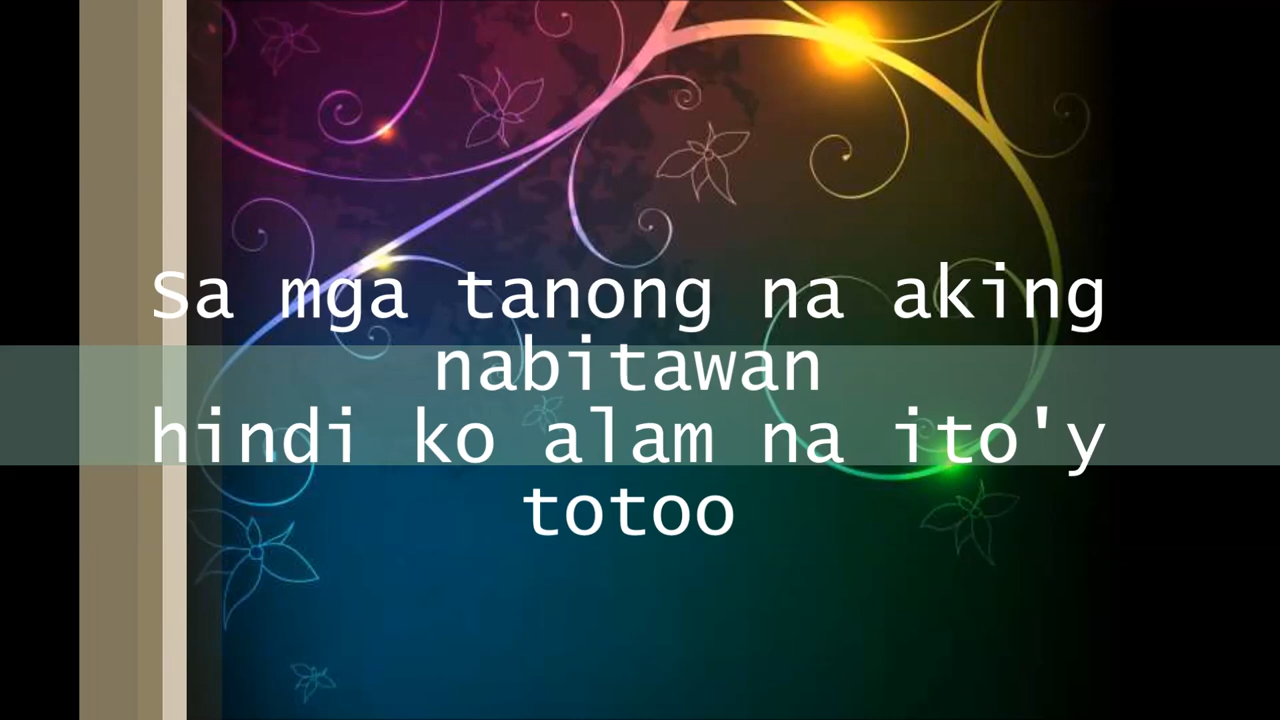 Sa mga tanong na aking
nabitawan
hindi ko alam na ito'y
totoo